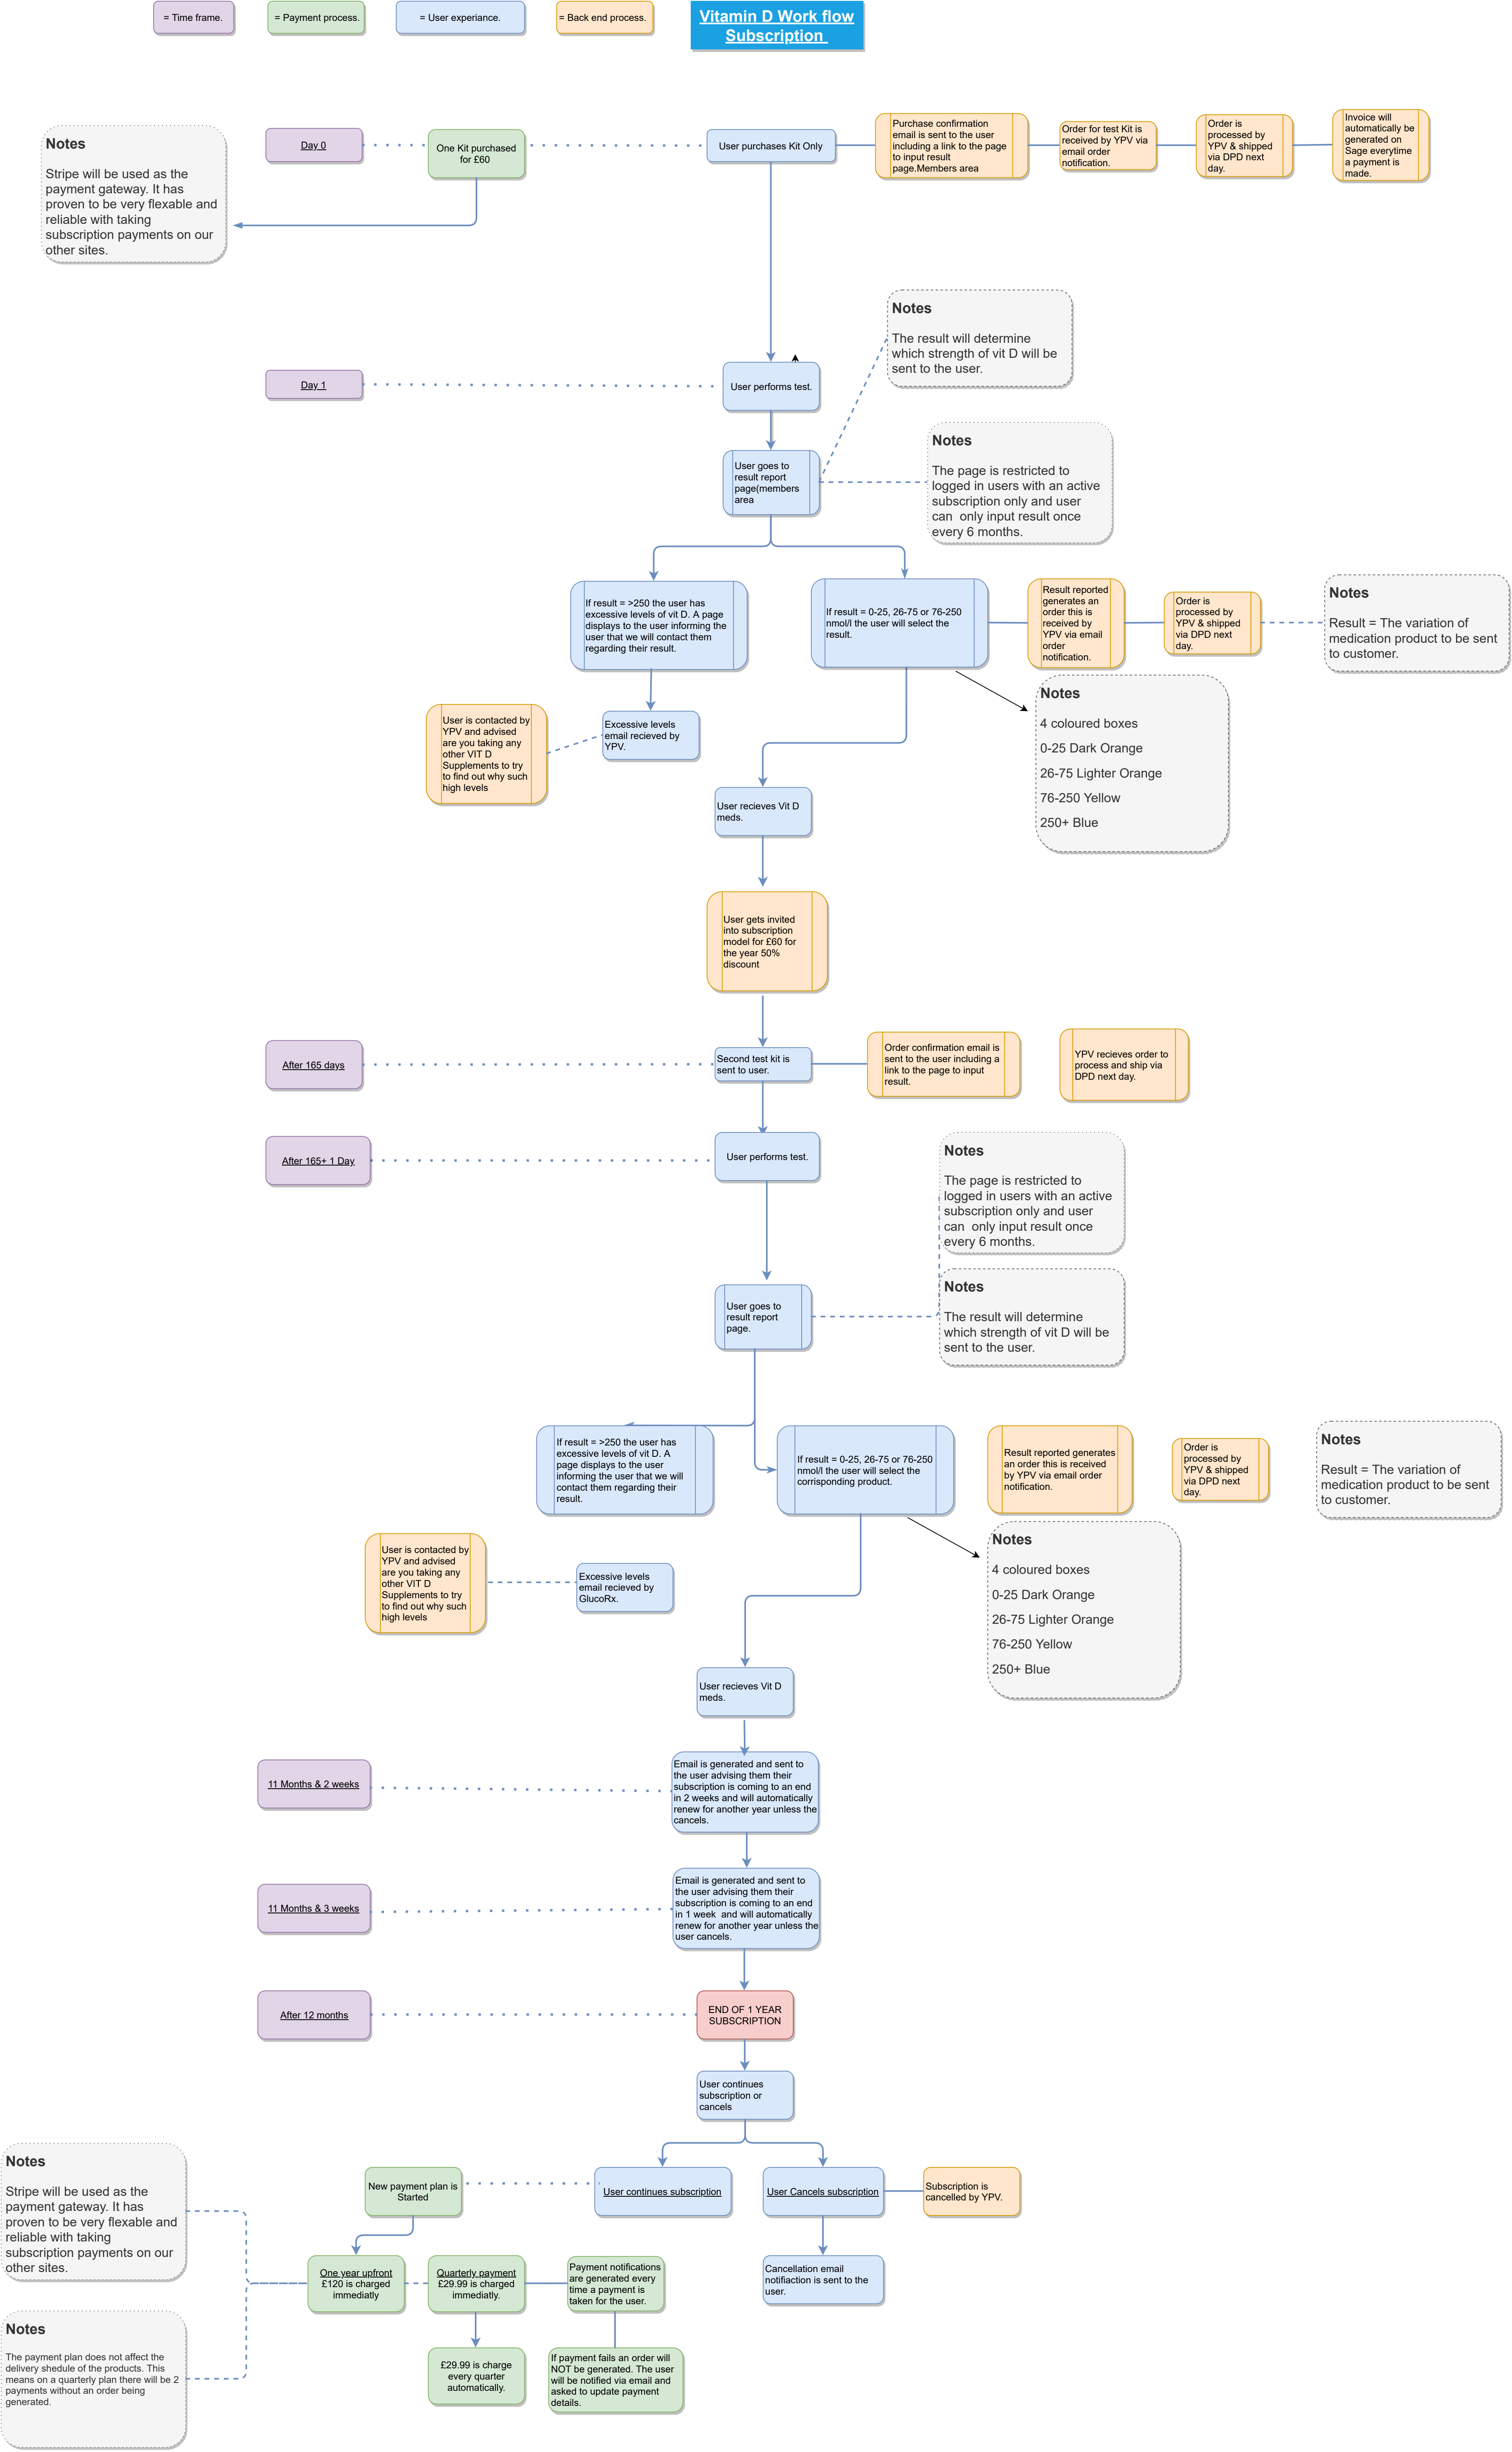 = Time frame.
= Payment process.
= User experiance.
= Back end process.
Vitamin D Work flow
Subscription
Notes
Stripe will be used as the
payment gateway. It has
proven to be very flexable and
reliable with taking
subscription payments on our
other sites.
Day 0
One Kit purchased
for £60
User purchases Kit Only
Purchase confirmation
email is sent to the user
including a link to the page
to input result
page.Members area
Order for test Kit is
received by YPV via
email order
notification.
Order is
processed by
YPV & shipped
via DPD next
day.
Invoice will
automatically be
generated on
Sage everytime
a payment is
made.
Notes
The result will determine
which strength of vit D will be
sent to the user.
Day 1
User performs test.
Notes
The page is restricted to
logged in users with an active
subscription only and user
can  only input result once
every 6 months.
User goes to
result report
page(members
area
If result = >250 the user has
excessive levels of vit D. A page
displays to the user informing the
user that we will contact them
regarding their result.
If result = 0-25, 26-75 or 76-250
nmol/l the user will select the
result.
Result reported
generates an
order this is
received by
YPV via email
order
notification.
Order is
processed by
YPV & shipped
via DPD next
day.
Notes
Result = The variation of
medication product to be sent
to customer.
Notes
4 coloured boxes
0-25 Dark Orange
26-75 Lighter Orange
76-250 Yellow
250+ Blue
User is contacted by
YPV and advised
are you taking any
other VIT D
Supplements to try
to find out why such
high levels
Excessive levels
email recieved by
YPV.
User recieves Vit D
meds.
User gets invited
into subscription
model for £60 for
the year 50%
discount
After 165 days
Second test kit is
sent to user.
Order confirmation email is
sent to the user including a
link to the page to input
result.
YPV recieves order to
process and ship via
DPD next day.
After 165+ 1 Day
User performs test.
Notes
The page is restricted to
logged in users with an active
subscription only and user
can  only input result once
every 6 months.
Notes
The result will determine
which strength of vit D will be
sent to the user.
User goes to
result report
page.
If result = >250 the user has
excessive levels of vit D. A
page displays to the user
informing the user that we will
contact them regarding their
result.
If result = 0-25, 26-75 or 76-250
nmol/l the user will select the
corrisponding product.
Result reported generates
an order this is received
by YPV via email order
notification.
Order is
processed by
YPV & shipped
via DPD next
day.
Notes
Result = The variation of
medication product to be sent
to customer.
Notes
4 coloured boxes
0-25 Dark Orange
26-75 Lighter Orange
76-250 Yellow
250+ Blue
User is contacted by
YPV and advised
are you taking any
other VIT D
Supplements to try
to find out why such
high levels
Excessive levels
email recieved by
GlucoRx.
User recieves Vit D
meds.
11 Months & 2 weeks
Email is generated and sent to
the user advising them their
subscription is coming to an end
in 2 weeks and will automatically
renew for another year unless the
cancels.
11 Months & 3 weeks
Email is generated and sent to
the user advising them their
subscription is coming to an end
in 1 week  and will automatically
renew for another year unless the
user cancels.
After 12 months
END OF 1 YEAR
SUBSCRIPTION
User continues
subscription or
cancels
Notes
Stripe will be used as the
payment gateway. It has
proven to be very flexable and
reliable with taking
subscription payments on our
other sites.
New payment plan is
Started
User continues subscription
User Cancels subscription
Subscription is
cancelled by YPV.
One year upfront
£120 is charged
immediatly
Quarterly payment
£29.99 is charged
immediatly.
Payment notifications
are generated every
time a payment is
taken for the user.
Cancellation email
notifiaction is sent to the
user.
Notes
The payment plan does not affect the
delivery shedule of the products. This
means on a quarterly plan there will be 2
payments without an order being
generated.
£29.99 is charge
every quarter
automatically.
If payment fails an order will
NOT be generated. The user
will be notified via email and
asked to update payment
details.